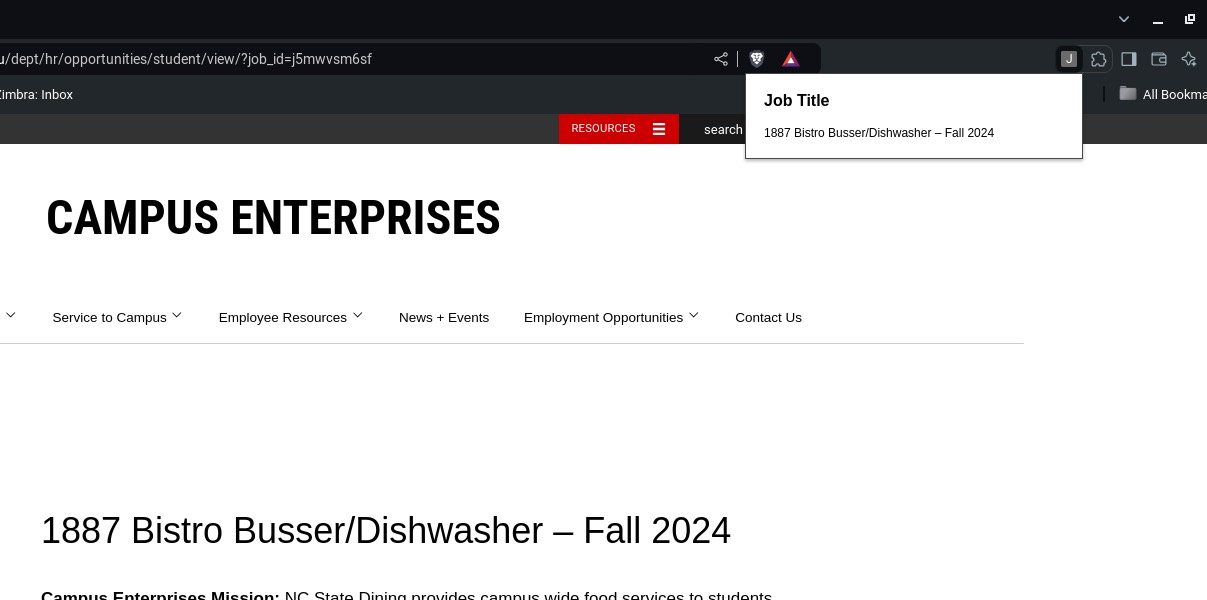 u/dept/hr/opportunities/student/view/?job_id=j5mwvsm6sf
J
Zimbra: Inbox
All Bookma
Job Title
1887 Bistro Busser/Dishwasher – Fall 2024
RESOURCES
search
CAMPUS ENTERPRISES
Service to Campus
Employee Resources
News + Events
Employment Opportunities
Contact Us
1887 Bistro Busser/Dishwasher – Fall 2024
Campus Enterprises Mission: NC State Dining provides campus wide food services to students